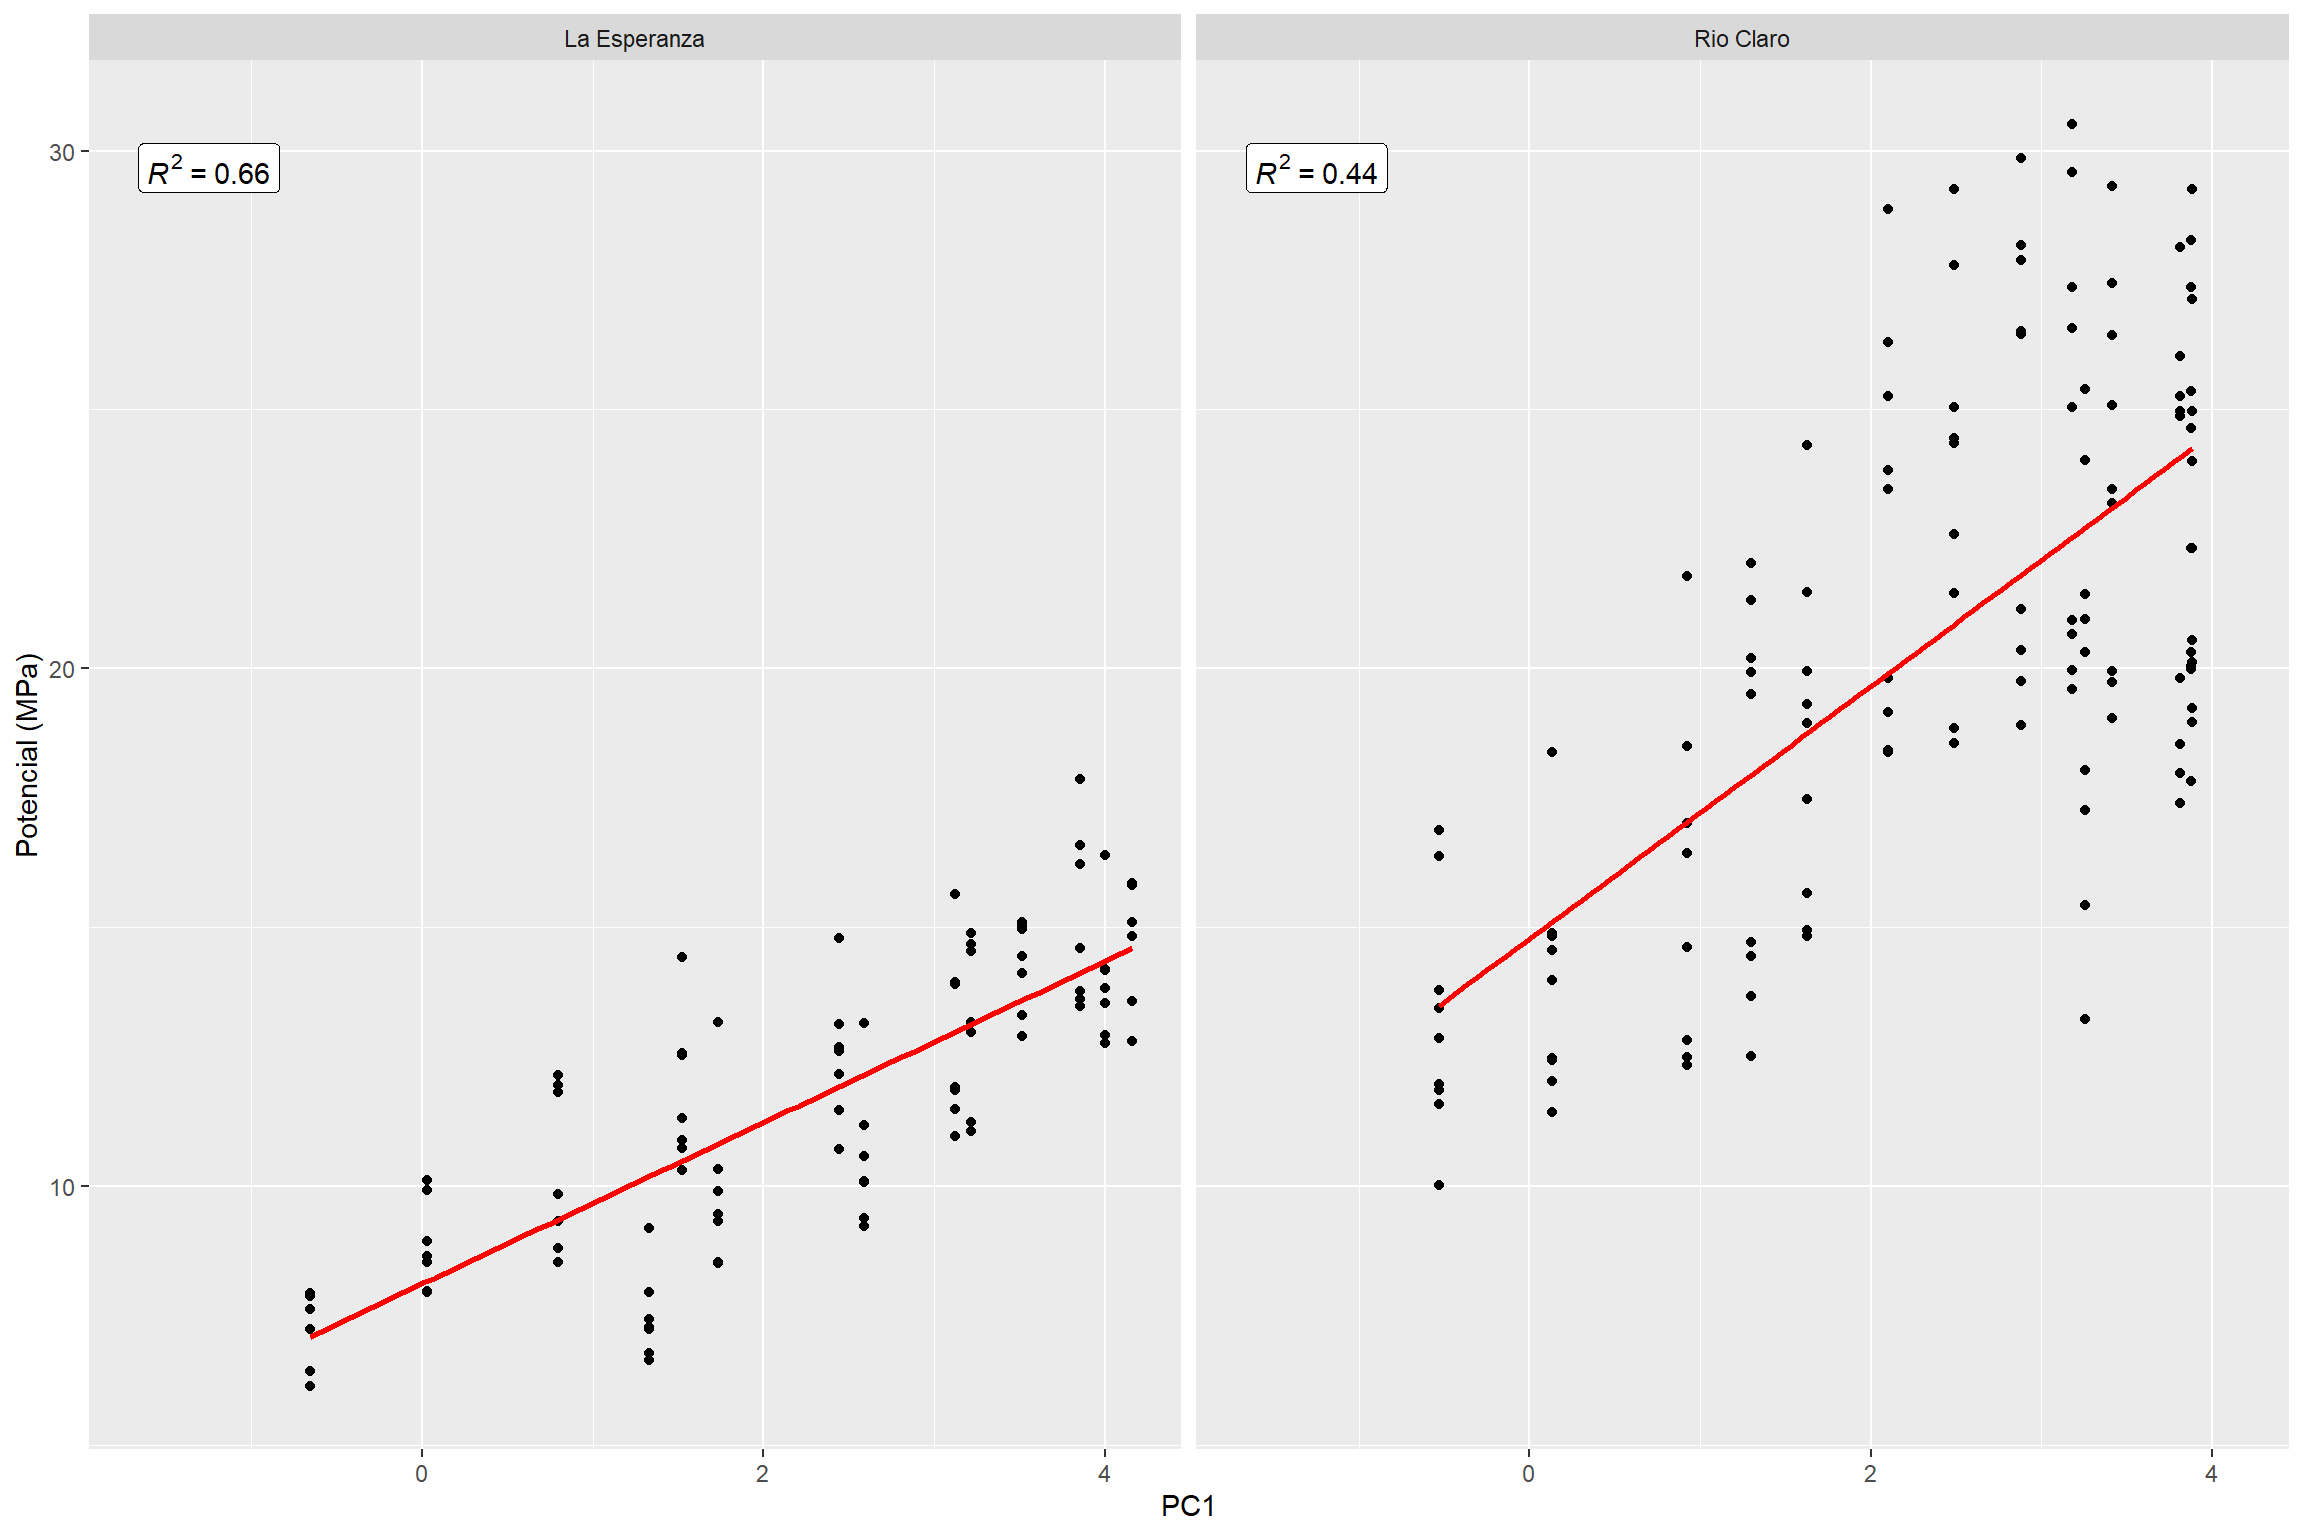 La Esperanza
Rio Claro
R² = 0.66
R² = 0.44
30
20
10
Potencial (MPa)
0 2 4
0 2 4
PC1